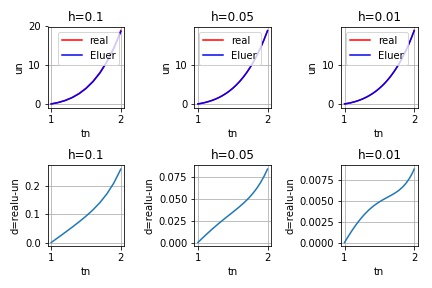 h=0.1
h=0.05
h=0.01
20
10
0
un
real
Eluer
1
2
tn
10
0
un
real
Eluer
1
2
tn
10
0
un
real
Eluer
1
2
tn
h=0.1
h=0.05
h=0.01
0.2
0.1
0.0
d=realu-un
1
2
tn
0.075
0.050
0.025
0.000
d=realu-un
1
2
tn
0.0075
0.0050
0.0025
0.0000
d=realu-un
1
2
tn